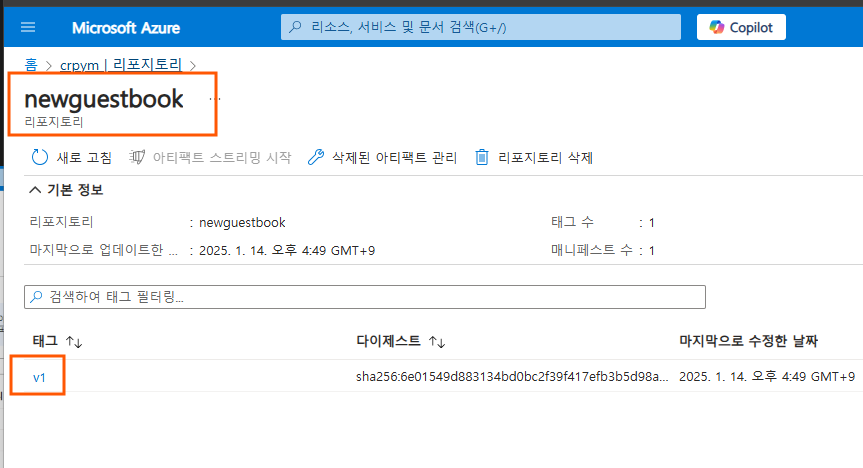 Microsoft Azure
리소스, 서비스 및 문서 검색(G+/)
Copilot
홈 > crpym | 리포지토리 >
newguestbook ...
리포지토리
새로 고침 아티팩트 스트리밍 시작 삭제된 아티팩트 관리 리포지토리 삭제
기본 정보
리포지토리 : newguestbook 태그 수 : 1
마지막으로 업데이트한 ... : 2025. 1. 14. 오후 4:49 GMT+9 매니페스트 수 : 1
검색하여 태그 필터링...
태그 ↑↓ 다이제스트 ↑↓ 마지막으로 수정한 날짜
v1 sha256:6e01549d883134bd0bc2f39f417efb3b5d98a... 2025. 1. 14. 오후 4:49 GMT+9